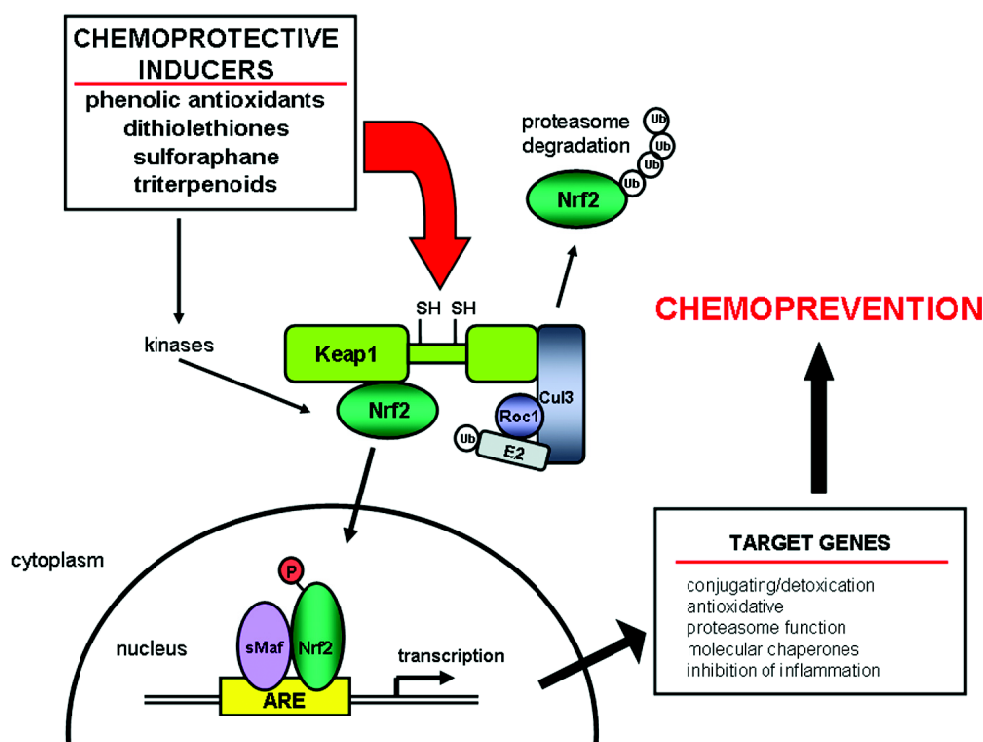 CHEMOPROTECTIVE
INDUCERS
phenolic antioxidants
dithiolethiones
sulforaphane
triterpenoids
proteasome
degradation
Ub
Ub
Ub
Ub
Nrf2
CHEMOPREVENTION
SH SH
kinases
Keap1
Cul3
Nrf2
Roc1
Ub
E2
cytoplasm
nucleus
P
sMaf
Nrf2
ARE
transcription
TARGET GENES
conjugating/detoxication
antioxidative
proteasome function
molecular chaperones
inhibition of inflammation